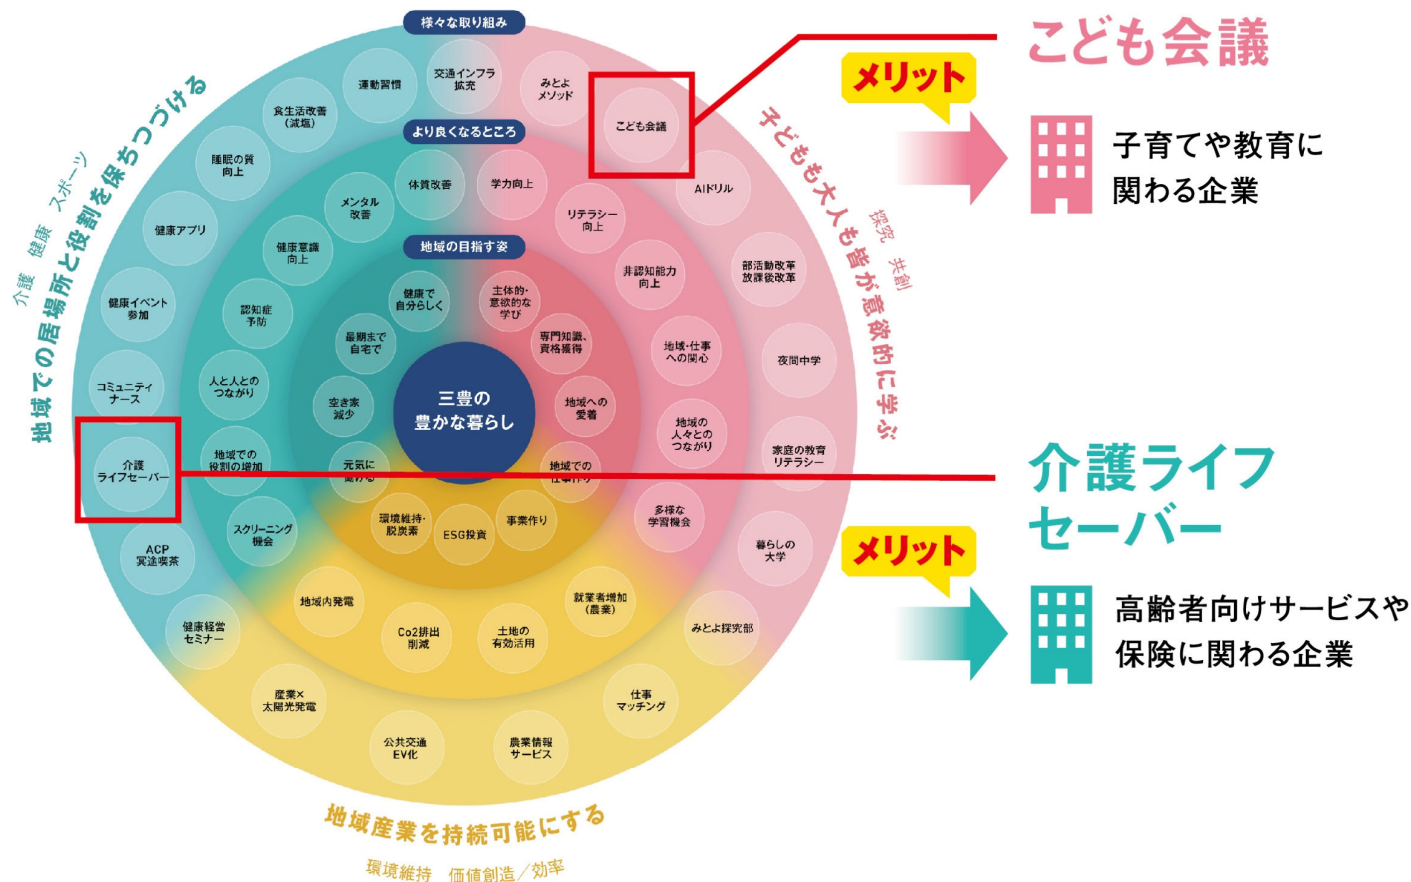 様々な取り組み
交通インフラ
拡充
みとよ
メソッド
こども会議
AIドリル
部活動改革
放課後改革
夜間中学
家庭の教育
リテラシー
暮らしの
大学
みとよ探究部
仕事
マッチング
農業情報
サービス
公共交通
EV化
産業×
太陽光発電
健康経営
セミナー
ACP
冥途喫茶
介護
ライフセーバー
コミュニティ
ナース
健康イベント
参加
健康アプリ
睡眠の質
向上
食生活改善
(減塩)
運動習慣
より良くなるところ
体質改善
学力向上
リテラシー
向上
非認知能力
向上
地域・仕事
への関心
地域の
人々との
つながり
多様な
学習機会
就業者増加
(農業)
土地の
有効活用
Co2排出
削減
地域内発電
スクリーニング
機会
地域での
役割の増加
人と人との
つながり
認知症
予防
健康意識
向上
メンタル
改善
地域の目指す姿
健康で
自分らしく
主体的・
意欲的な
学び
専門知識、
資格獲得
地域への
愛着
地域での
仕事作り
事業作り
ESG投資
環境維持・
脱炭素
元気に
働ける
空き家
減少
最期まで
自宅で
三豊の
豊かな暮らし
地域での居場所と役割を保ちつづける
介護 健康 スポーツ
子どもも大人も皆が意欲的に学ぶ
探究 共創
地域産業を持続可能にする
環境維持 価値創造／効率
こども会議
メリット
子育てや教育に
関わる企業
介護ライフ
セーバー
メリット
高齢者向けサービスや
保険に関わる企業